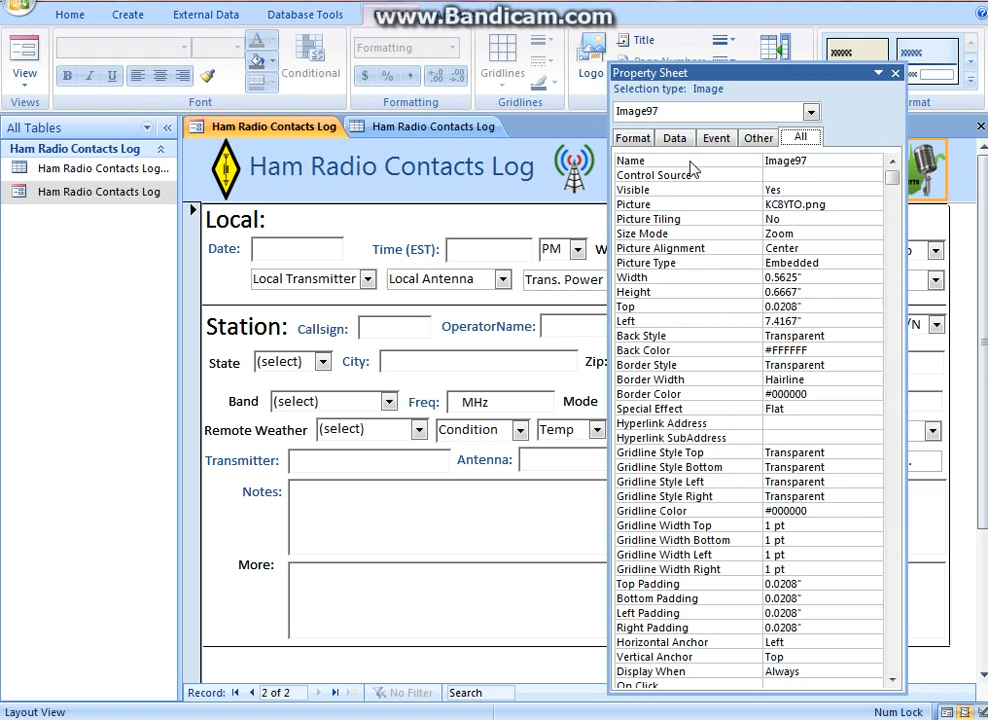 www.Bandicam.com
Home Create External Data Database Tools
View
B I U
Conditional
Formatting
$ % ,
Gridlines
Logo
Title
Views Font Formatting Gridlines
XXXXX XXXXX
Property Sheet
Selection type: Image
Image97
Format Data Event Other All
Name Image97
Control Source
Visible Yes
Picture KC8YTO.png
Picture Tiling No
Size Mode Zoom
Picture Alignment Center
Picture Type Embedded
Width 0.5625"
Height 0.6667"
Top 0.0208"
Left 7.4167"
Back Style Transparent
Back Color #FFFFFF
Border Style Transparent
Border Width Hairline
Border Color #000000
Special Effect Flat
Hyperlink Address
Hyperlink SubAddress
Gridline Style Top Transparent
Gridline Style Bottom Transparent
Gridline Style Left Transparent
Gridline Style Right Transparent
Gridline Color #000000
Gridline Width Top 1 pt
Gridline Width Bottom 1 pt
Gridline Width Left 1 pt
Gridline Width Right 1 pt
Top Padding 0.0208"
Bottom Padding 0.0208"
Left Padding 0.0208"
Right Padding 0.0208"
Horizontal Anchor Left
Vertical Anchor Top
Display When Always
On Click
All Tables
Ham Radio Contacts Log
Ham Radio Contacts Log...
Ham Radio Contacts Log
Ham Radio Contacts Log Ham Radio Contacts Log
Ham Radio Contacts Log
Local:
Date: Time (EST): PM W
Local Transmitter Local Antenna Trans. Power
Station: Callsign: OperatorName: /N
State (select) City: Zip:
Band (select) Freq: MHz Mode
Remote Weather (select) Condition Temp
Transmitter: Antenna:
Notes:
More:
Record: 2 of 2 No Filter Search
Layout View Num Lock